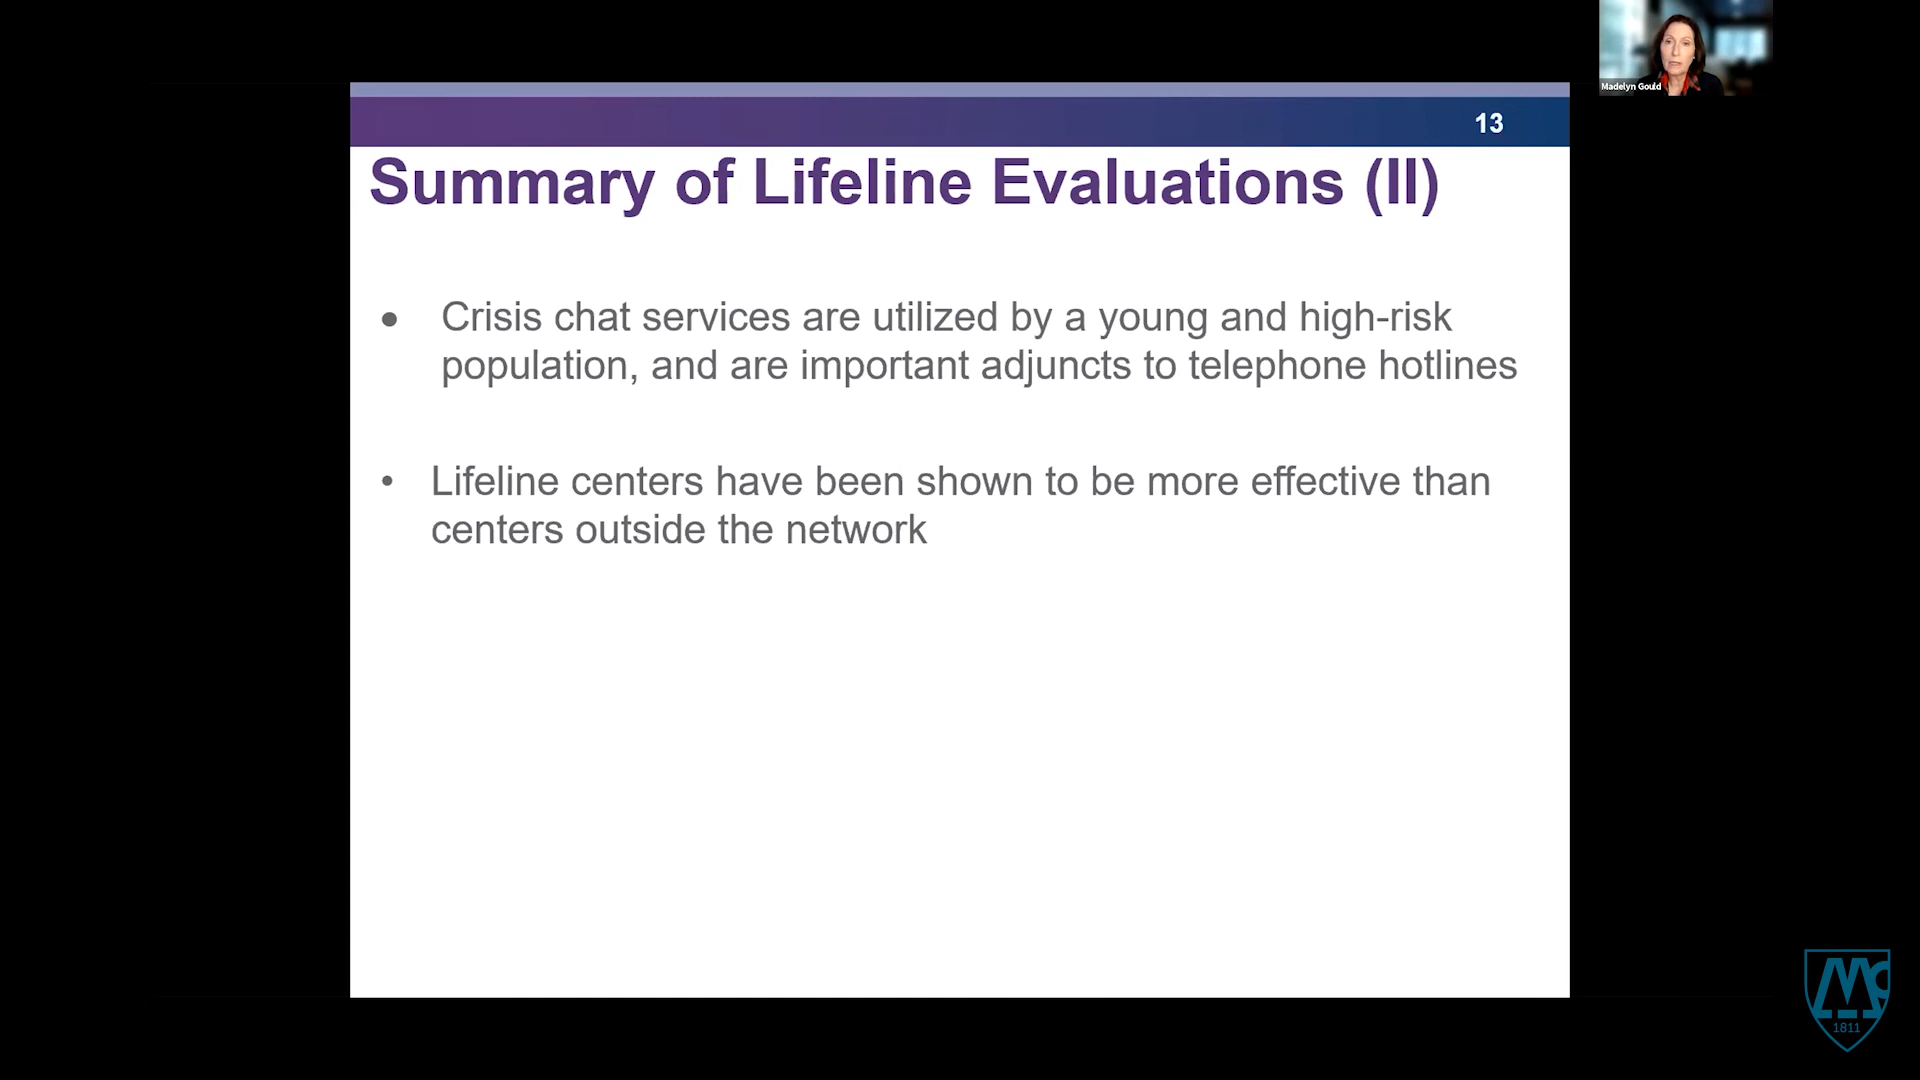 Madelyn Gould
13
Summary of Lifeline Evaluations (II)
• Crisis chat services are utilized by a young and high-risk
population, and are important adjuncts to telephone hotlines
• Lifeline centers have been shown to be more effective than
centers outside the network
Mc
1811